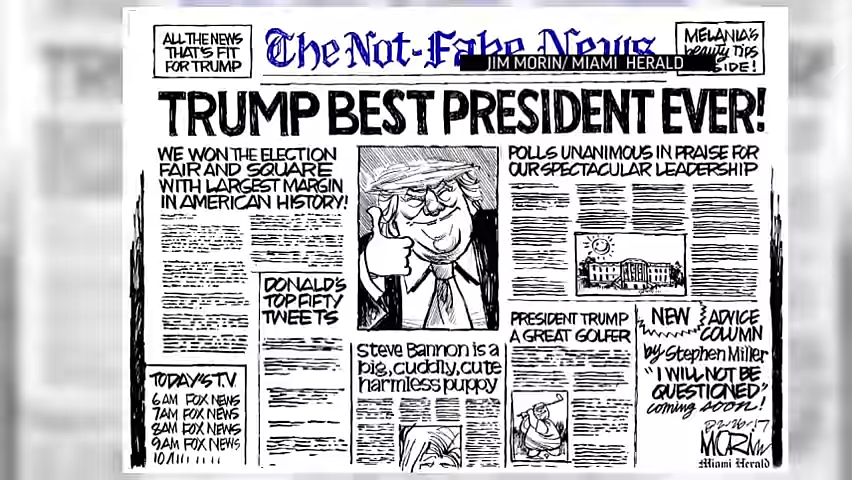 ALL THE NEWS
THAT'S FIT
FOR TRUMP
The Not-Fake News
JIM MORIN/ MIAMI HERALD
MELANIA'S
beauty TIPS
TRUMP BEST PRESIDENT EVER!
WE WON THE ELECTION
FAIR AND SQUARE
WITH LARGEST MARGIN
IN AMERICAN HISTORY!
POLLS UNANIMOUS IN PRAISE FOR
OUR SPECTACULAR LEADERSHIP
DONALD'S
TOP FIFTY
TWEETS
Steve Bannon is a
big, cuddly, cute
harmless puppy
PRESIDENT TRUMP
A GREAT GOLFER
NEW ADVICE
COLUMN
by Stephen Miller
"I WILL NOT BE
QUESTIONED"
coming soon!
TODAY'S T.V.
6 AM FOX NEWS
7AM FOX NEWS
8AM FOX NEWS
9AM FOX NEWS
MORIN
Miami Herald